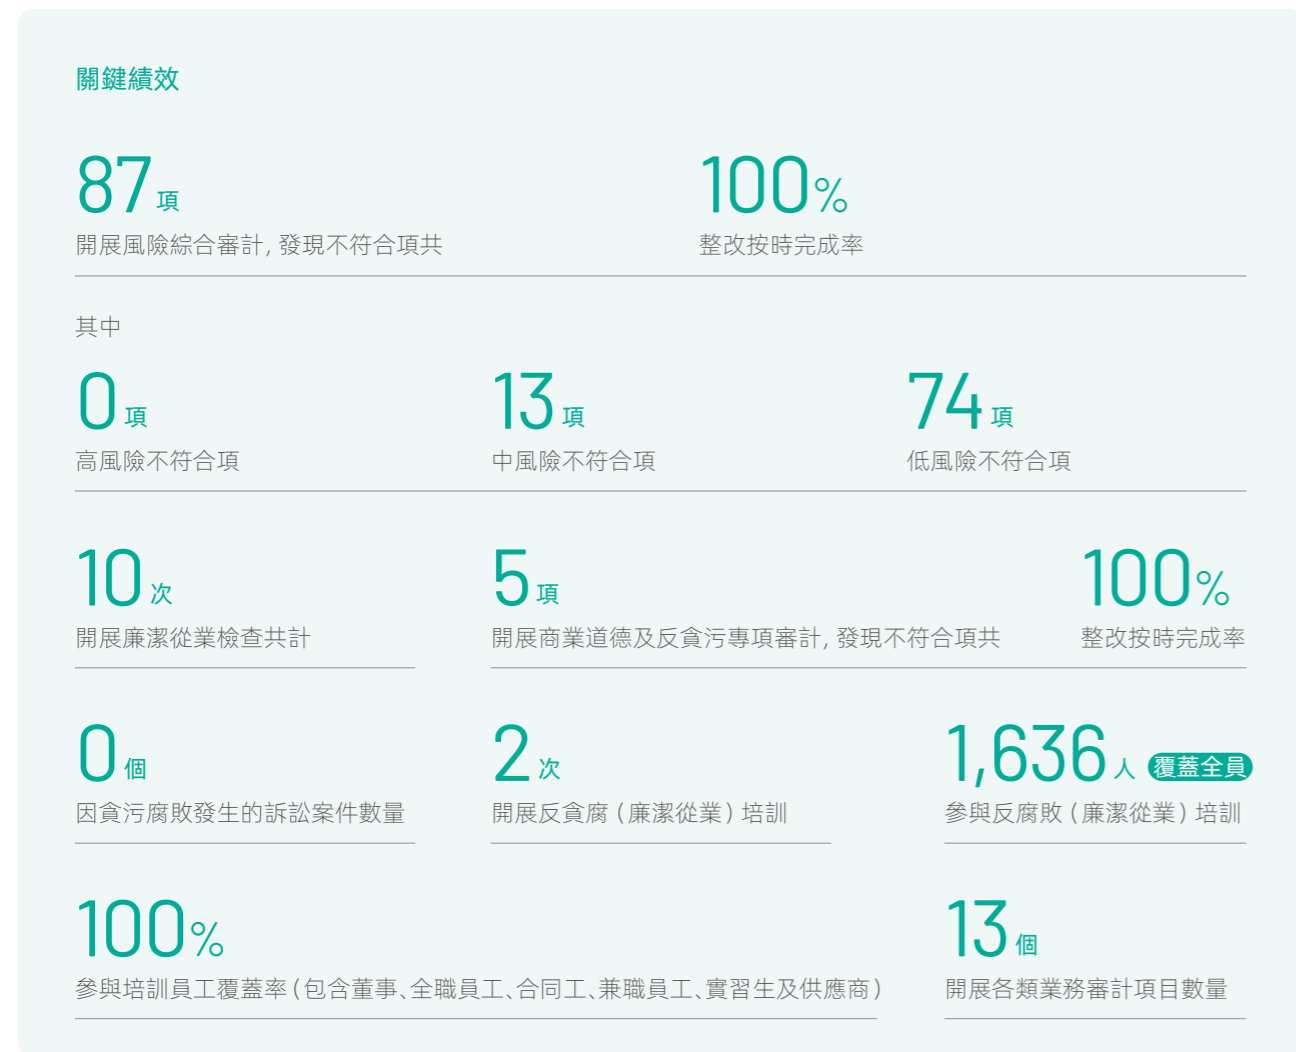 關鍵績效
87項 100%
開展風險綜合審計, 發現不符合項共 整改按時完成率
其中
0項 13項 74項
高風險不符合項 中風險不符合項 低風險不符合項
10次 5項 100%
開展廉潔從業檢查共計 開展商業道德及反貪污專項審計, 發現不符合項共 整改按時完成率
0個 2次 1,636人 覆蓋全員
因貪污腐敗發生的訴訟案件數量 開展反貪腐（廉潔從業）培訓 參與反腐敗（廉潔從業）培訓
100% 13個
參與培訓員工覆蓋率（包含董事、全職員工、合同工、兼職員工、實習生及供應商） 開展各類業務審計項目數量